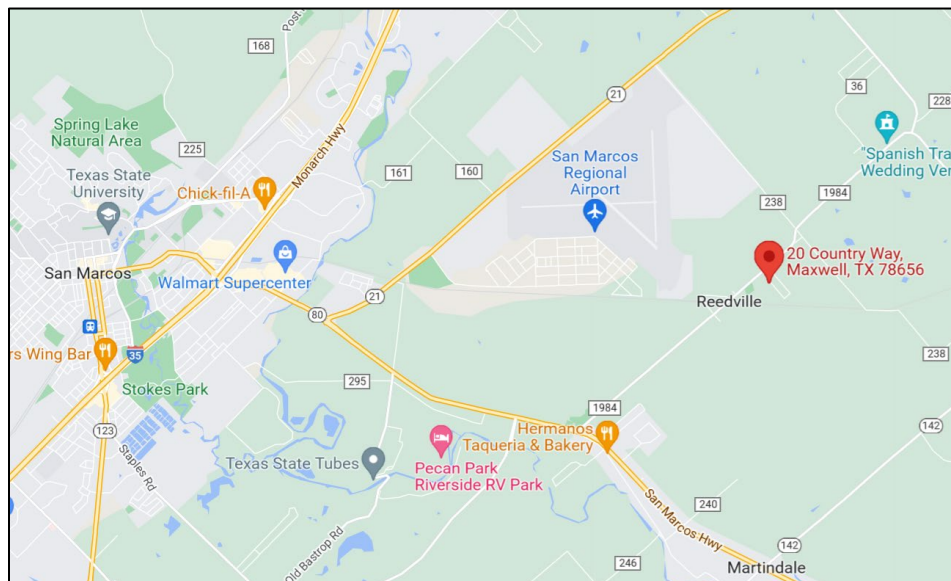 168
Post
21
36
228
Spring Lake
Natural Area
225
Monarch Hwy
"Spanish Tra
Wedding Ven
Texas State
University
161
160
San Marcos
Regional
Airport
Chick-fil-A
1984
238
San Marcos
Walmart Supercenter
20 Country Way,
Maxwell, TX 78656
21
80
Reedville
rs Wing Bar
35
238
Stokes Park
295
1984
142
123
Staples Rd
Hermanos
Taqueria & Bakery
Texas State Tubes
Pecan Park
Riverside RV Park
San Marcos Hwy
240
Old Bastrop Rd
142
246
Martindale